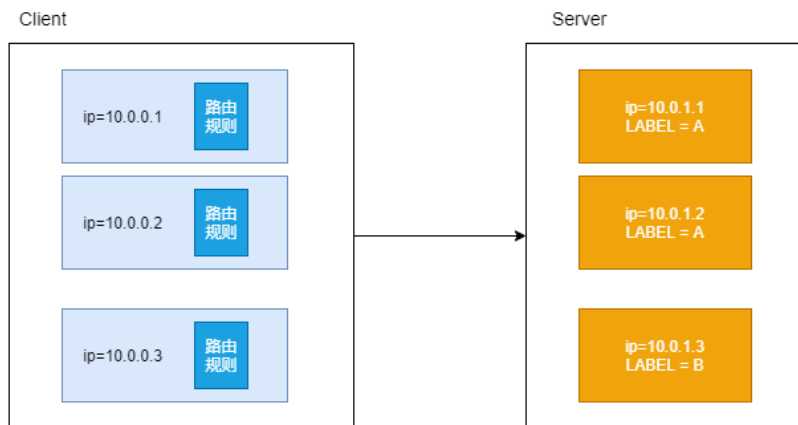 Client
Server
ip=10.0.0.1
路由
规则
ip=10.0.1.1
LABEL = A
ip=10.0.0.2
路由
规则
ip=10.0.1.2
LABEL = A
ip=10.0.0.3
路由
规则
ip=10.0.1.3
LABEL = B